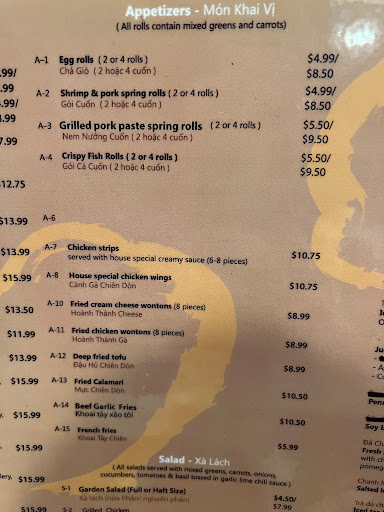 Appetizers - Món Khai Vị
( All rolls contain mixed greens and carrots)
A-1 Egg rolls ( 2 or 4 rolls ) $4.99/
Chả Giò ( 2 hoặc 4 cuốn ) $8.50
A-2 Shrimp & pork spring rolls ( 2 or 4 rolls ) $4.99/
Gỏi Cuốn ( 2 hoặc 4 cuốn ) $8.50
A-3 Grilled pork paste spring rolls ( 2 or 4 rolls ) $5.50/
Nem Nướng Cuốn ( 2 hoặc 4 cuốn ) $9.50
A-4 Crispy Fish Rolls ( 2 or 4 rolls ) $5.50/
Gỏi Cá Cuốn ( 2 hoặc 4 cuốn ) $9.50
A-6
A-7 Chicken strips
served with house special creamy sauce (6-8 pieces) $10.75
A-8 House special chicken wings
Cánh Gà Chiên Dòn $10.75
A-10 Fried cream cheese wontons (8 pieces)
Hoành Thánh Cheese $8.99
A-11 Fried chicken wontons (8 pieces)
Hoành Thánh Gà $8.99
A-12 Deep fried tofu
Đậu Hủ Chiên Dòn $8.99
A-13 Fried Calamari
Mực Chiên Dòn $10.50
A-14 Beef Garlic Fries
Khoai tây xào tỏi $10.50
A-15 French fries
Khoai Tây Chiên $5.99
Salad - Xà Lách
( All salads served with mixed greens, carrots, onions,
cucumbers, tomatoes & basil tossed in garlic lime chili sauce )
S-1 Garden Salad (Full or Haft Size) $4.50/
Xà lách (nửa Phần/ nguyên phần) $7.99
Grilled Chicken
.99/
.99
.99/
8.99
7.99
$12.75
$13.99
$13.99
$15.99
$13.50
$11.99
$13.99
$15.99
$15.99
$15.99
$15.99
$15.99